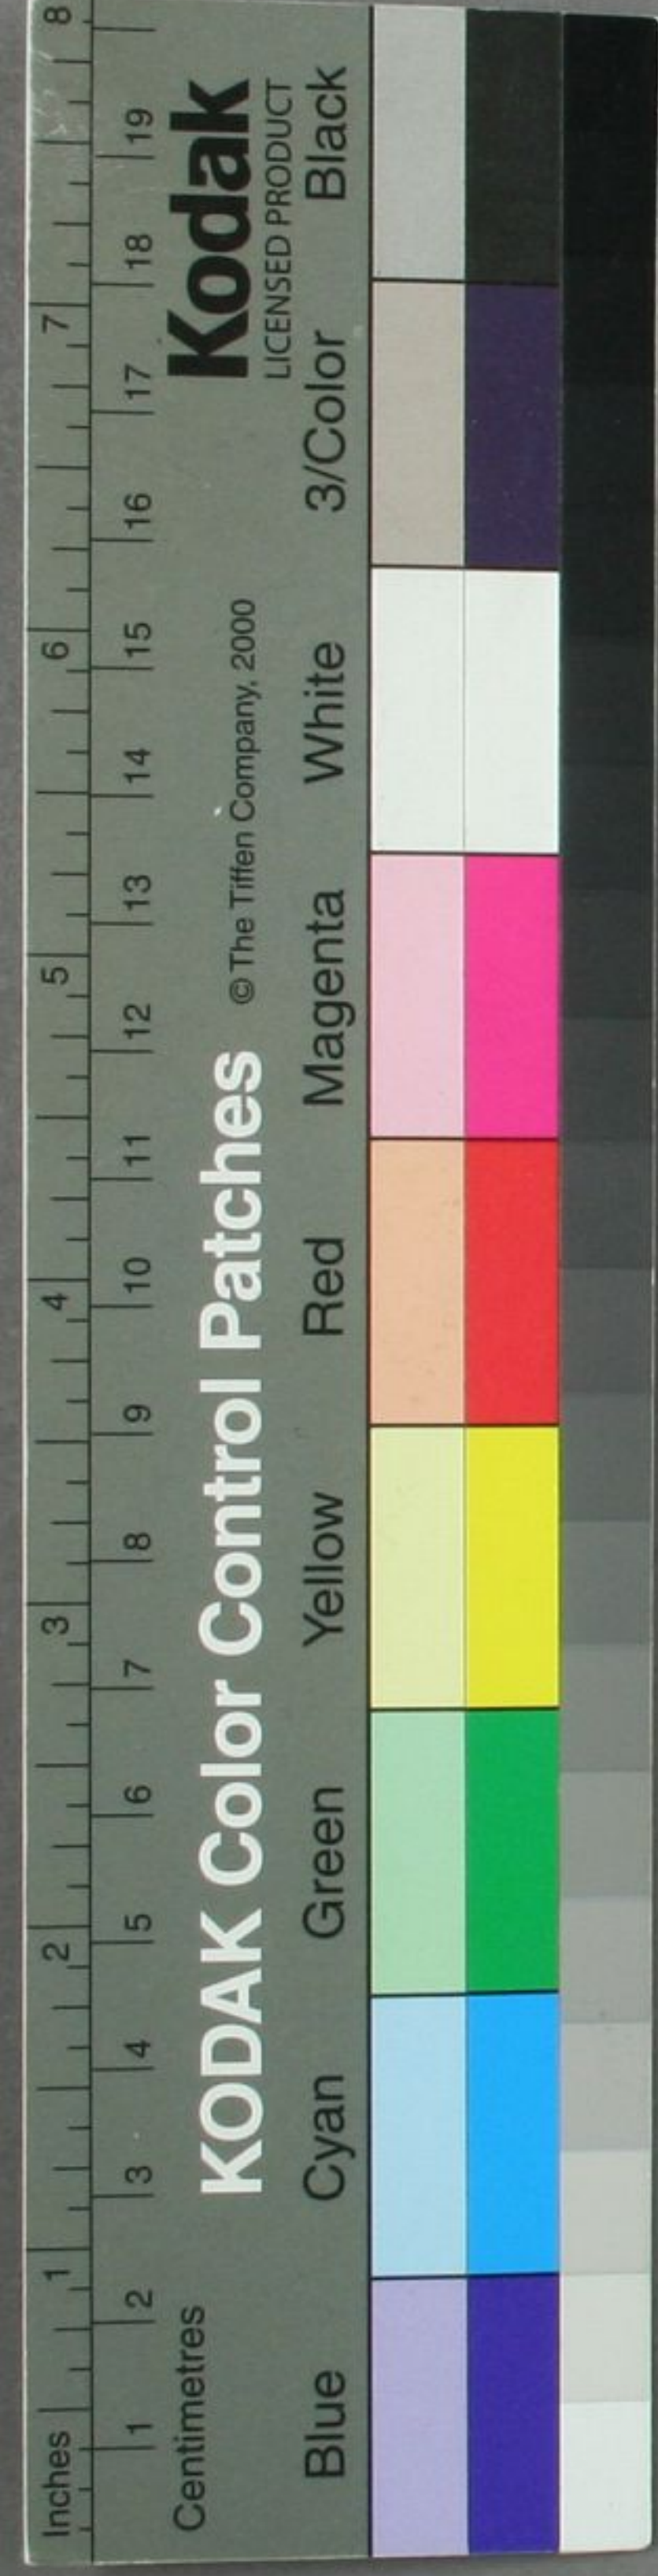 Inches 1 2 3 4 5 6 7 8
1 2 3 4 5 6 7 8 9 10 11 12 13 14 15 16 17 18 19
Centimetres
KODAK Color Control Patches © The Tiffen Company, 2000 Kodak
LICENSED PRODUCT
Blue Cyan Green Yellow Red Magenta White 3/Color Black